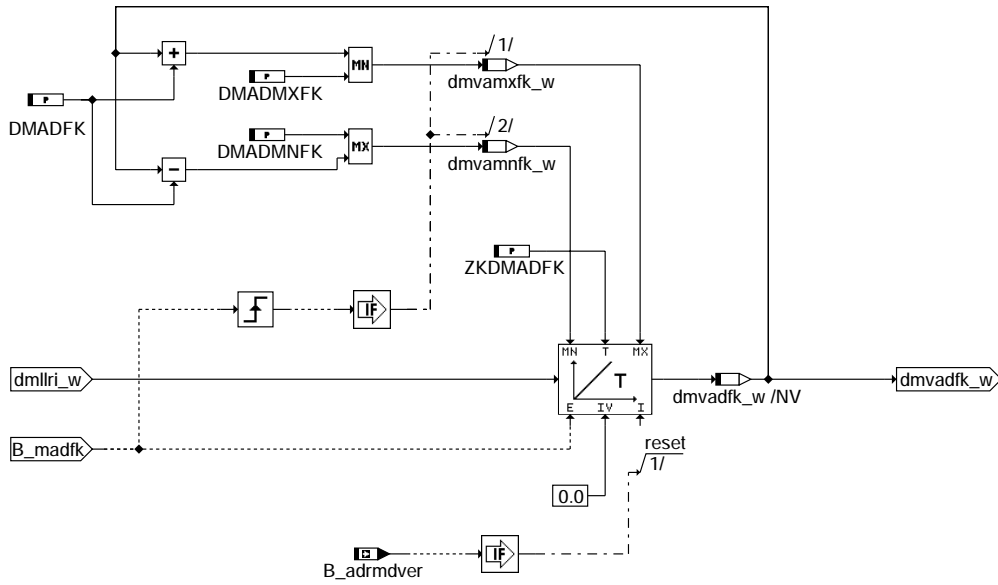 /1/
+
MN
P
DMADMXFK
dmvamxfk_w
P
DMADFK
/2/
P
DMADMNFK
MX
−
dmvamnfk_w
P
ZKDMADFK
IF
MN T MX
dmllri_w
T
dmvadfk_w /NV
dmvadfk_w
E IV I
B_madfk
reset
1/
0.0
IF
B_adrmdver